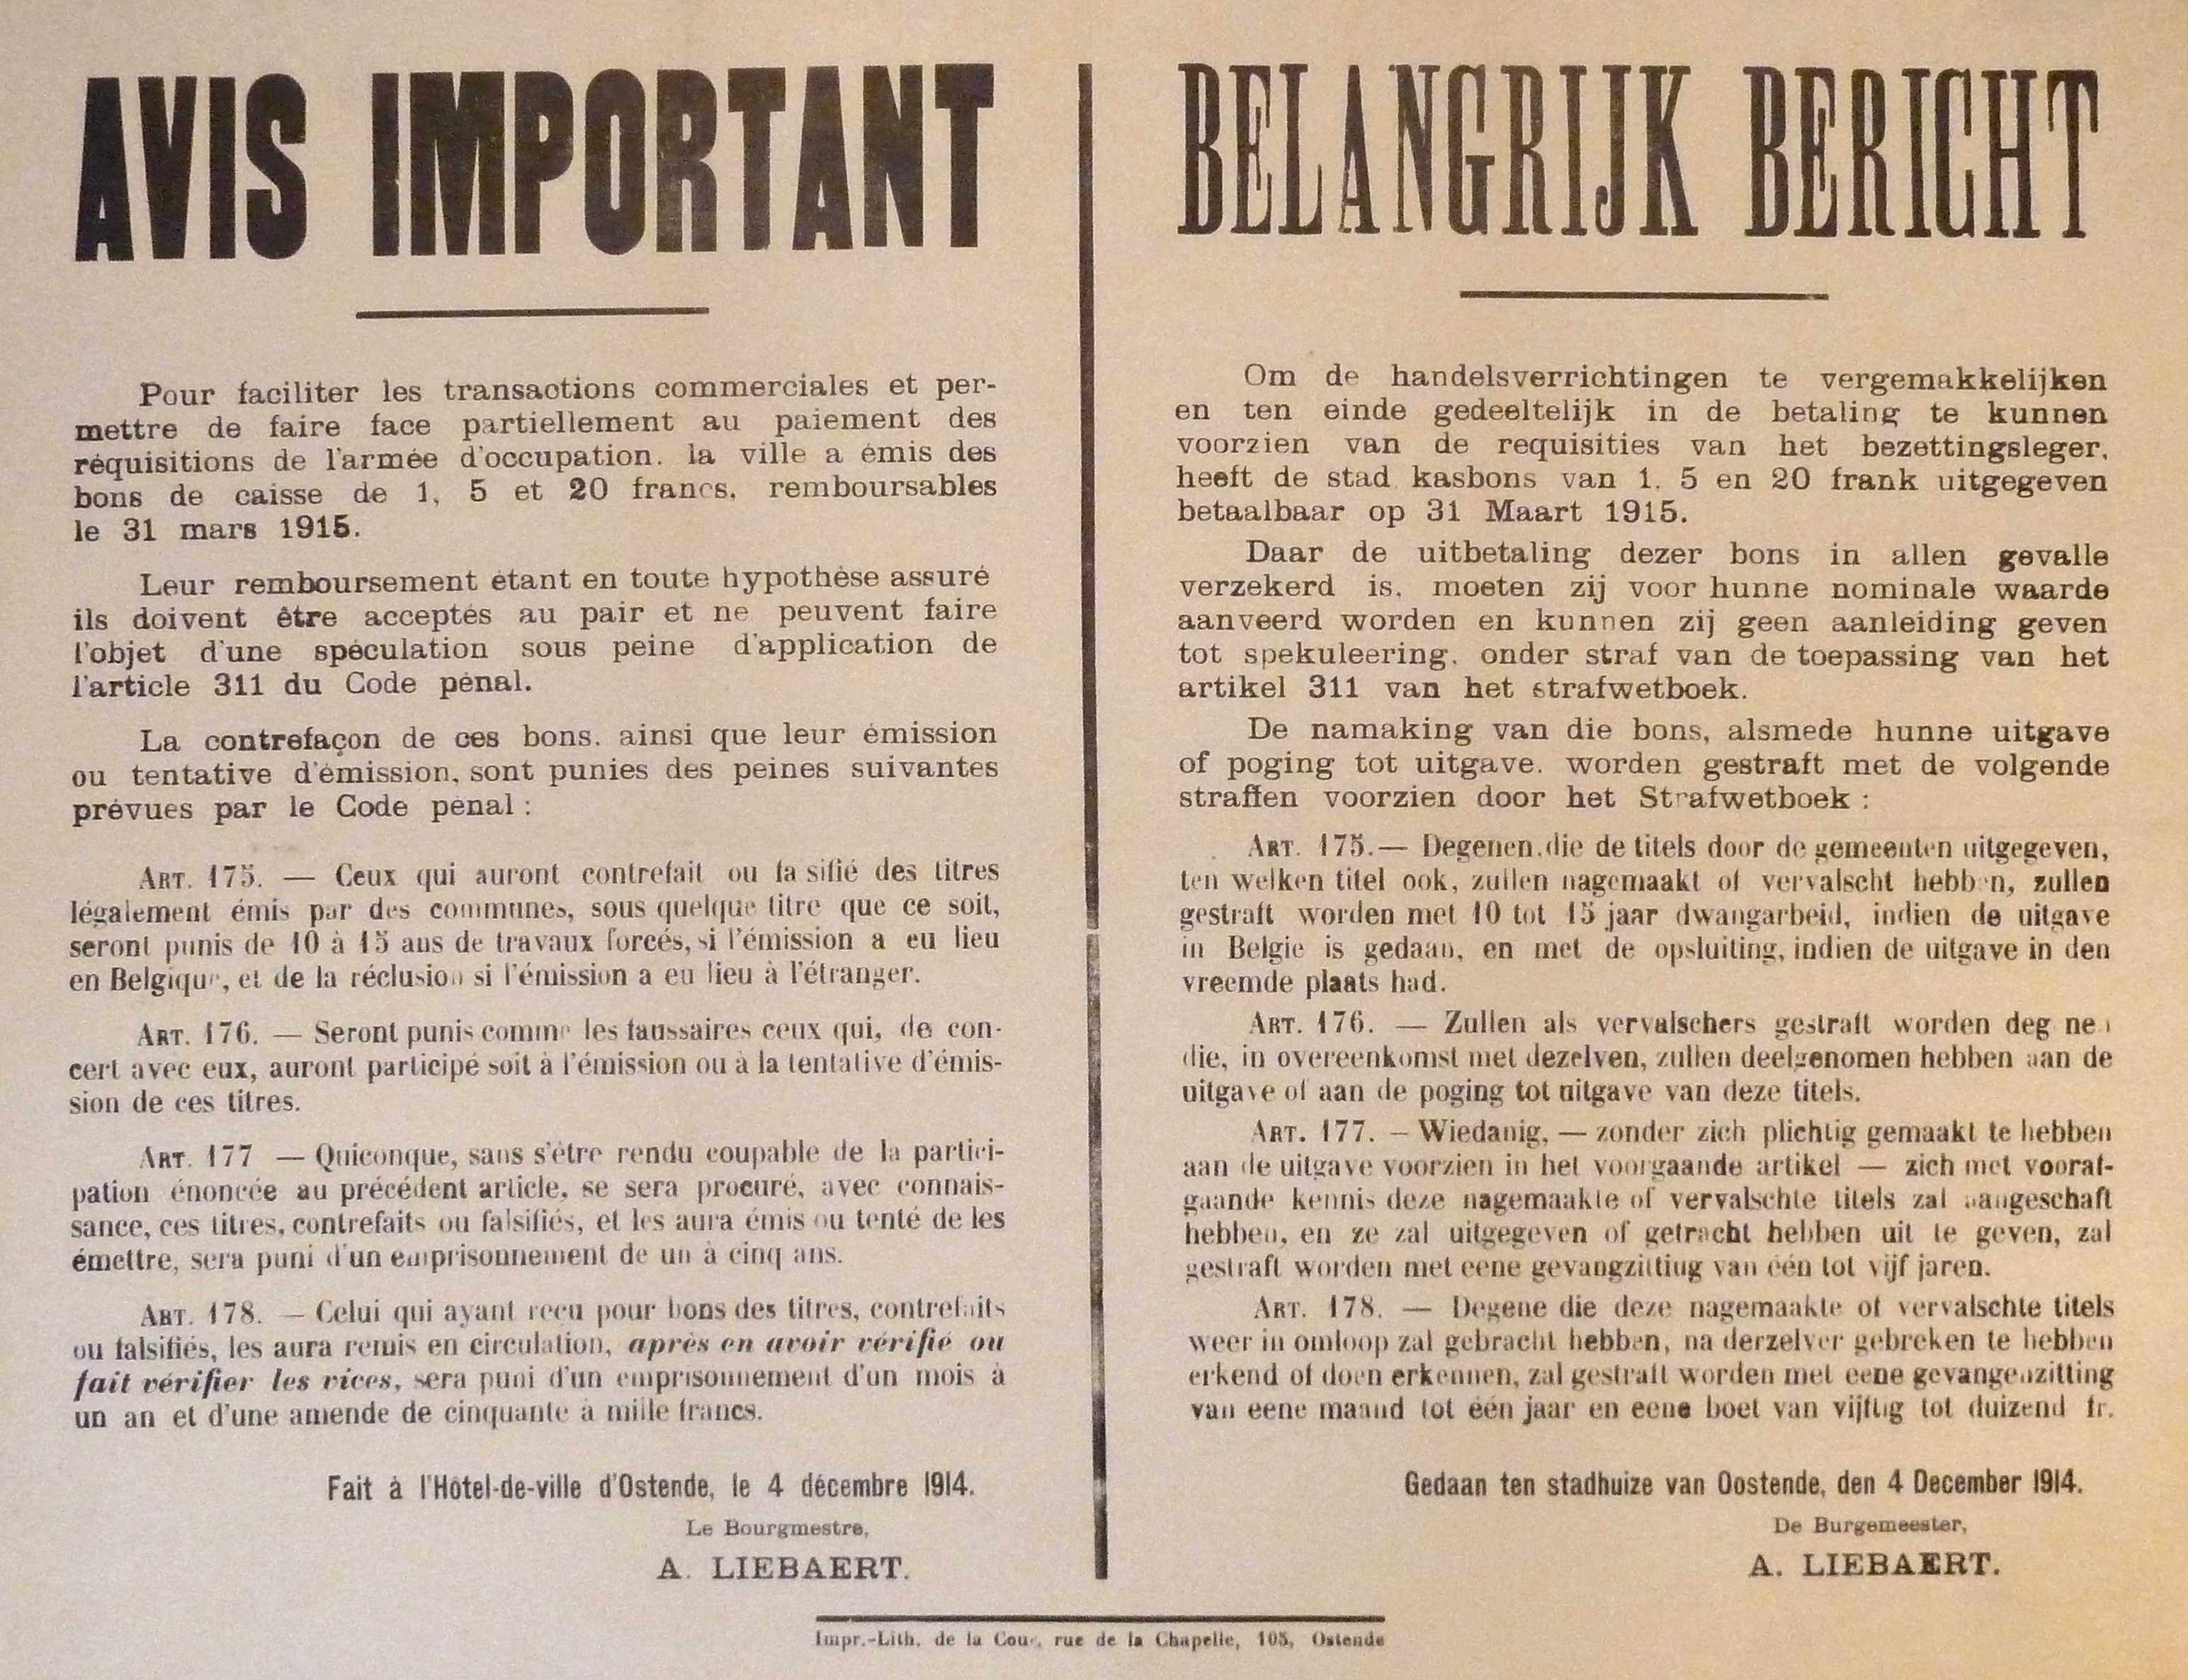 AVIS IMPORTANT
Pour faciliter les transactions commerciales et per-
mettre de faire face partiellement au paiement des
réquisitions de l'armée d'occupation. la ville a émis des
bons de caisse de 1, 5 et 20 francs. remboursables
le 31 mars 1915.
Leur remboursement étant en toute hypothèse assuré
ils doivent être acceptés au pair et ne peuvent faire
l'objet d'une spéculation sous peine d'application de
l'article 311 du Code pénal.
La contrefaçon de ces bons. ainsi que leur émission
ou tentative d'émission, sont punies des peines suivantes
prévues par le Code pénal :
ART. 175. — Ceux qui auront contrefait ou fa sifié des titres
légalement émis par des communes, sous quelque titre que ce soit,
seront punis de 10 à 15 ans de travaux forcés, si l'émission a eu lieu
en Belgique, et de la réclusion si l'émission a eu lieu à l'étranger.
ART. 176. — Seront punis comme les faussaires ceux qui, de con-
cert avec eux, auront participé soit à l'émission ou à la tentative d'émis-
sion de ces titres.
ART. 177 — Quiconque, sans s'être rendu coupable de la partici-
pation énoncée au précédent article, se sera procuré, avec connais-
sance, ces titres, contrefaits ou falsifiés, et les aura émis ou tenté de les
émettre, sera puni d'un emprisonnement de un à cinq ans.
ART. 178. — Celui qui ayant reçu pour bons des titres, contrefaits
ou falsifiés, les aura remis en circulation, après en avoir vérifié ou
fait vérifier les vices, sera puni d'un emprisonnement d'un mois à
un an et d'une amende de cinquante à mille francs.
Fait à l'Hôtel-de-ville d'Ostende, le 4 décembre 1914.
Le Bourgmestre,
A. LIEBAERT.
BELANGRIJK BERICHT
Om de handelsverrichtingen te vergemakkelijken
en ten einde gedeeltelijk in de betaling te kunnen
voorzien van de requisities van het bezettingsleger,
heeft de stad kasbons van 1. 5 en 20 frank uitgegeven
betaalbaar op 31 Maart 1915.
Daar de uitbetaling dezer bons in allen gevalle
verzekerd is, moeten zij voor hunne nominale waarde
aanveerd worden en kunnen zij geen aanleiding geven
tot spekuleering, onder straf van de toepassing van het
artikel 311 van het strafwetboek.
De namaking van die bons, alsmede hunne uitgave
of poging tot uitgave. worden gestraft met de volgende
straffen voorzien door het Strafwetboek :
ART. 175.— Degenen.die de titels door de gemeenten uitgegeven,
ten welken titel ook, zullen nagemaakt of vervalscht hebben, zullen
gestraft worden met 10 tot 15 jaar dwangarbeid, indien de uitgave
in Belgie is gedaan, en met de opsluiting, indien de uitgave in den
vreemde plaats had.
ART. 176. — Zullen als vervalschers gestraft worden deg ne
die, in overeenkomst met dezelven, zullen deelgenomen hebben aan de
uitgave of aan de poging tot uitgave van deze titels.
ART. 177. – Wiedanig, — zonder zich plichtig gemaakt te hebben
aan de uitgave voorzien in het voorgaande artikel — zich met vooraf-
gaande kennis deze nagemaakte of vervalschte titels zal aangeschaft
hebben, en ze zal uitgegeven of getracht hebben uit te geven, zal
gestraft worden met eene gevangzitting van één tot vijf jaren.
ART. 178. — Degene die deze nagemaakte of vervalschte titels
weer in omloop zal gebracht hebben, na derzelver gebreken te hebben
erkend of doen erkennen, zal gestraft worden met eene gevangenzitting
van eene maand tot één jaar en eene boet van vijftig tot duizend fr.
Gedaan ten stadhuize van Oostende, den 4 December 1914.
De Burgemeester,
A. LIEBAERT.
Impr.-Lith. de la Cour, rue de la Chapelle, 105, Ostende